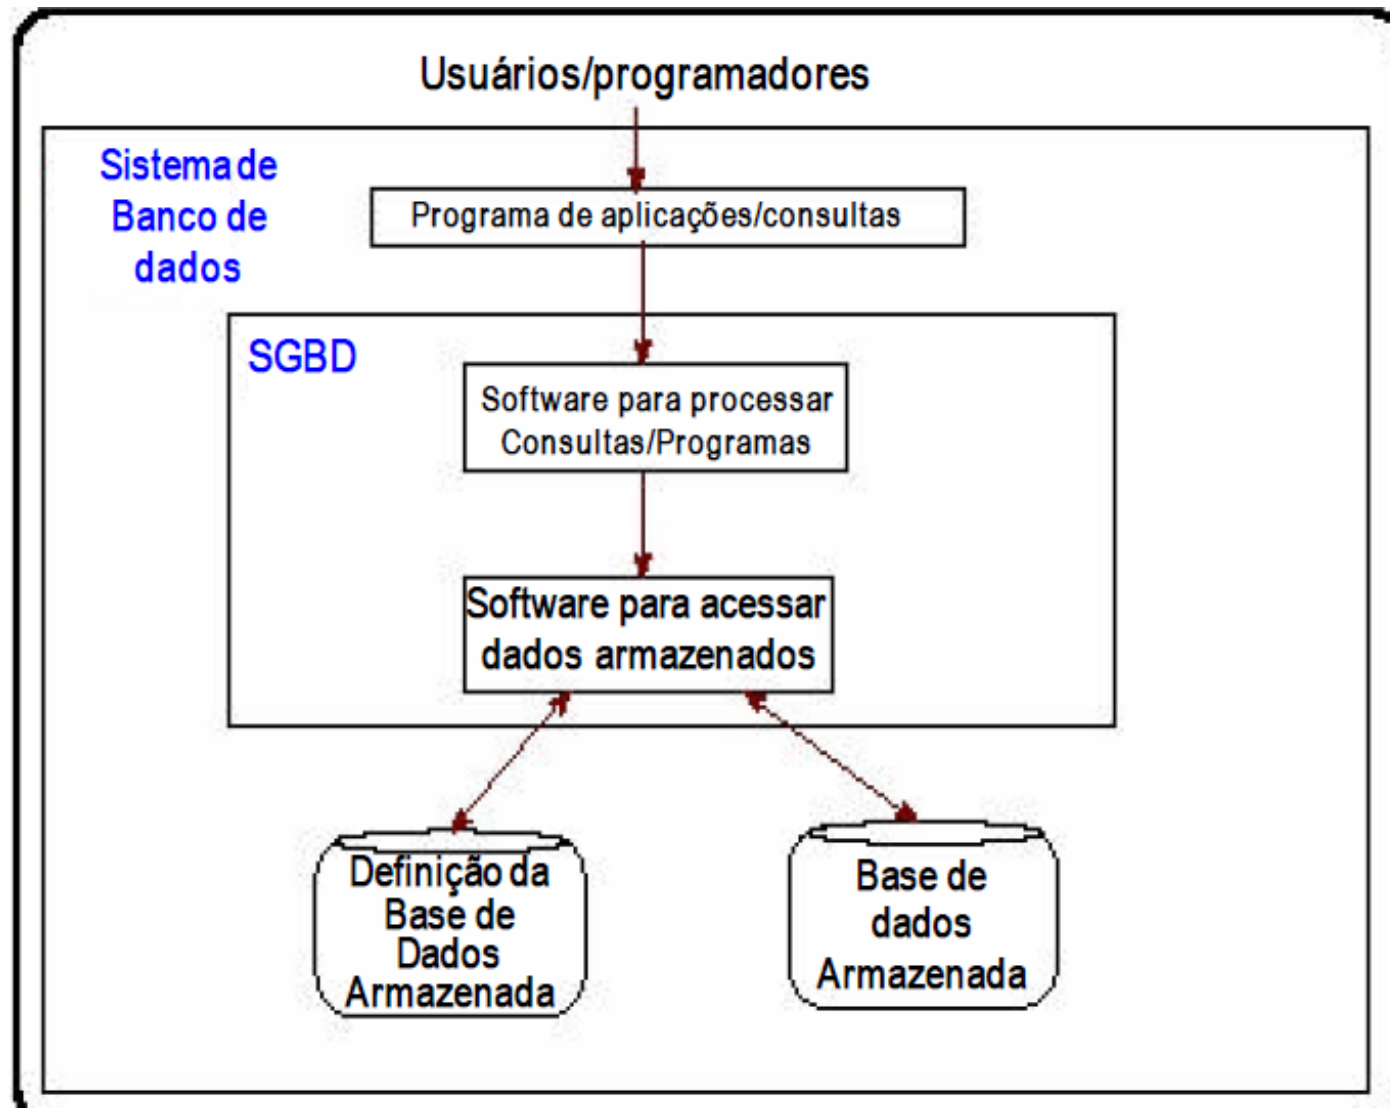 Usuários/programadores
Sistema de
Banco de
dados
Programa de aplicações/consultas
SGBD
Software para processar
Consultas/Programas
Software para acessar
dados armazenados
Definição da
Base de
Dados
Armazenada
Base de
dados
Armazenada